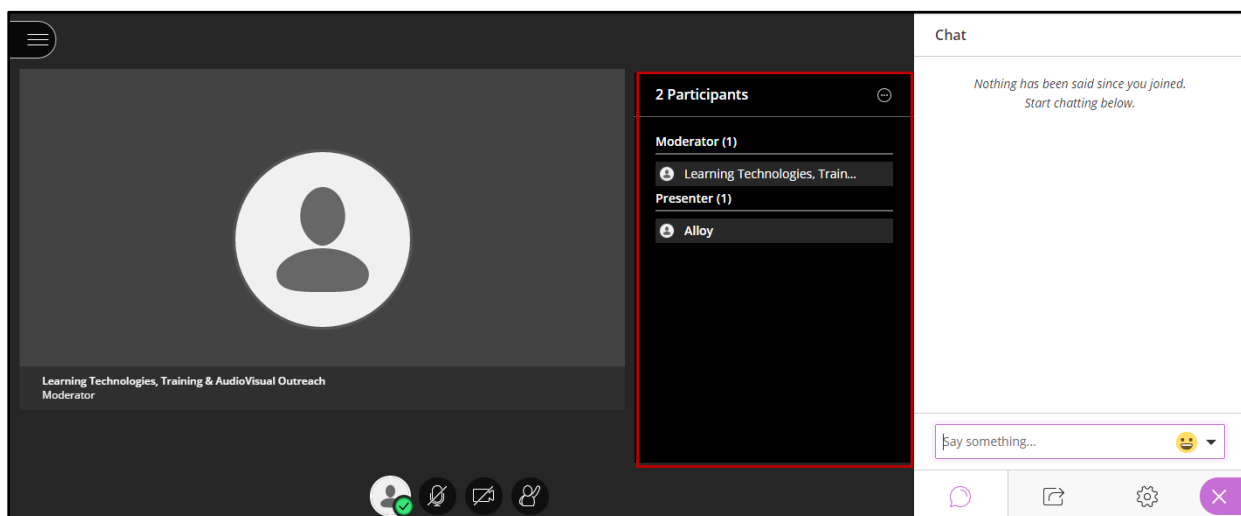 2 Participants
Moderator (1)
Learning Technologies, Train...
Presenter (1)
Alloy
Learning Technologies, Training & AudioVisual Outreach
Moderator
Chat
Nothing has been said since you joined.
Start chatting below.
Say something...